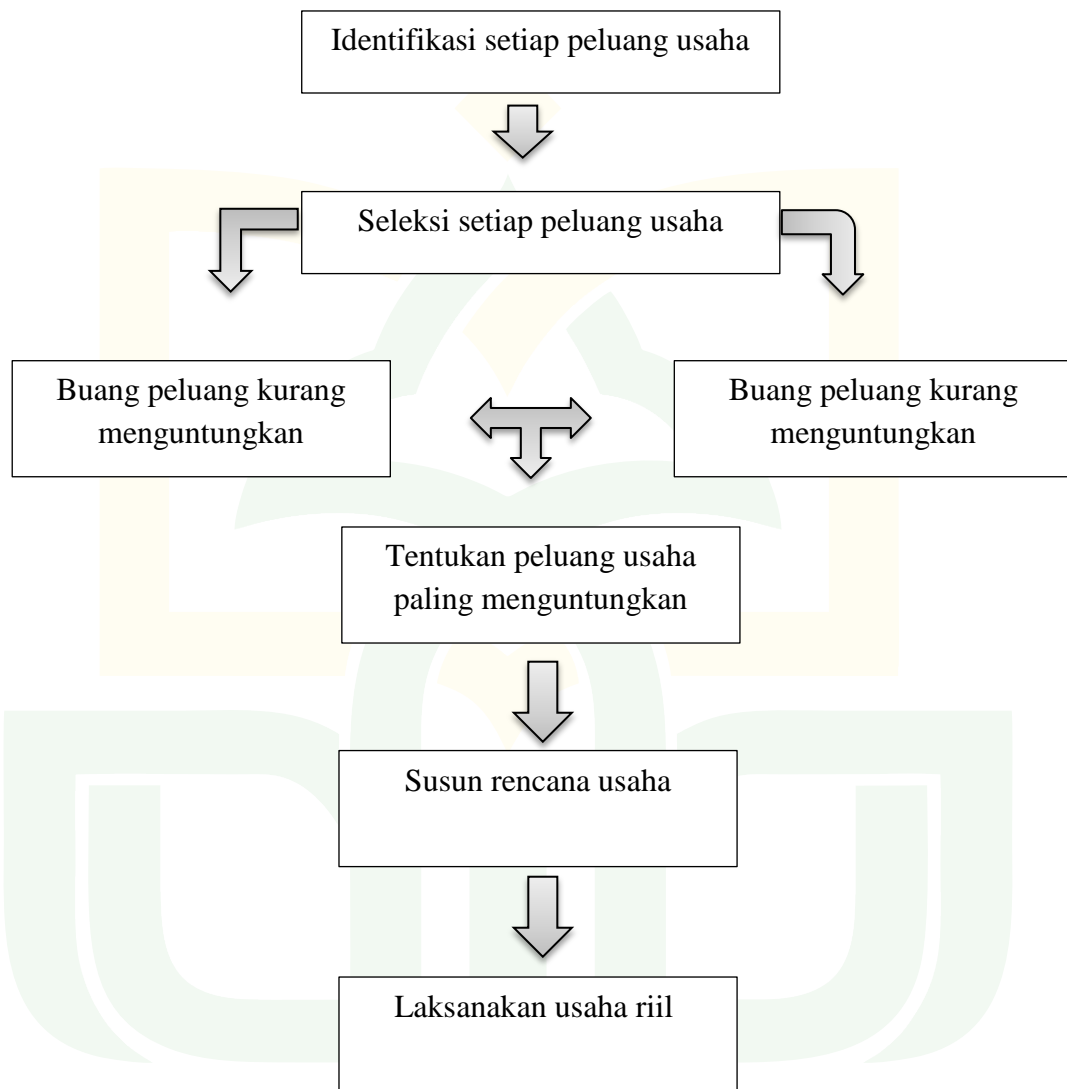 Identifikasi setiap peluang usaha
Seleksi setiap peluang usaha
Buang peluang kurang
menguntungkan
Buang peluang kurang
menguntungkan
Tentukan peluang usaha
paling menguntungkan
Susun rencana usaha
Laksanakan usaha riil